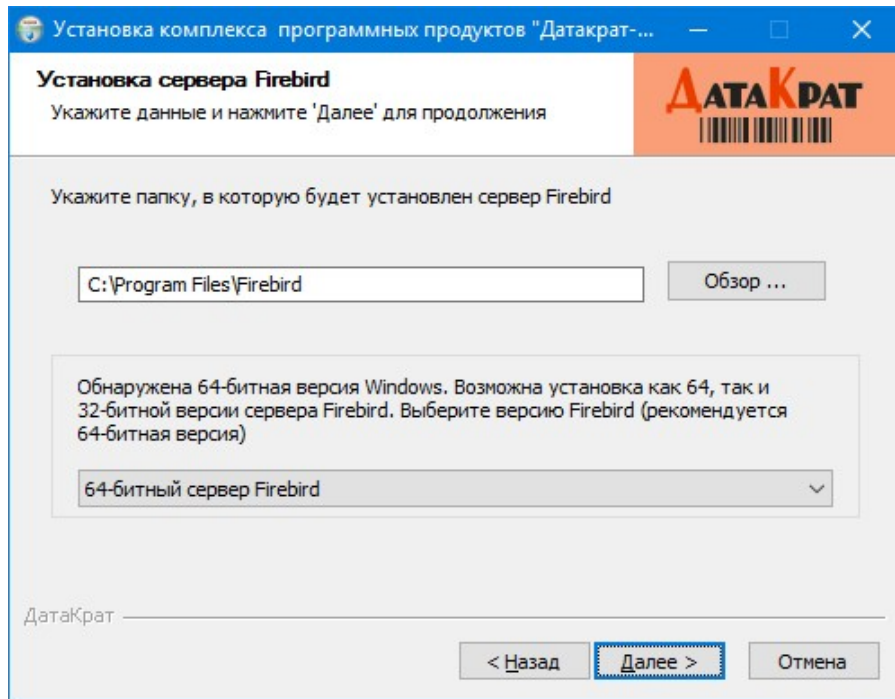 Установка комплекса программных продуктов "Датакрат-...
Установка сервера Firebird
Укажите данные и нажмите 'Далее' для продолжения
ДАТАКРАТ
Укажите папку, в которую будет установлен сервер Firebird
C:\Program Files\Firebird
Обзор ...
Обнаружена 64-битная версия Windows. Возможна установка как 64, так и
32-битной версии сервера Firebird. Выберите версию Firebird (рекомендуется
64-битная версия)
64-битный сервер Firebird
ДатаКрат
< Назад
Далее >
Отмена